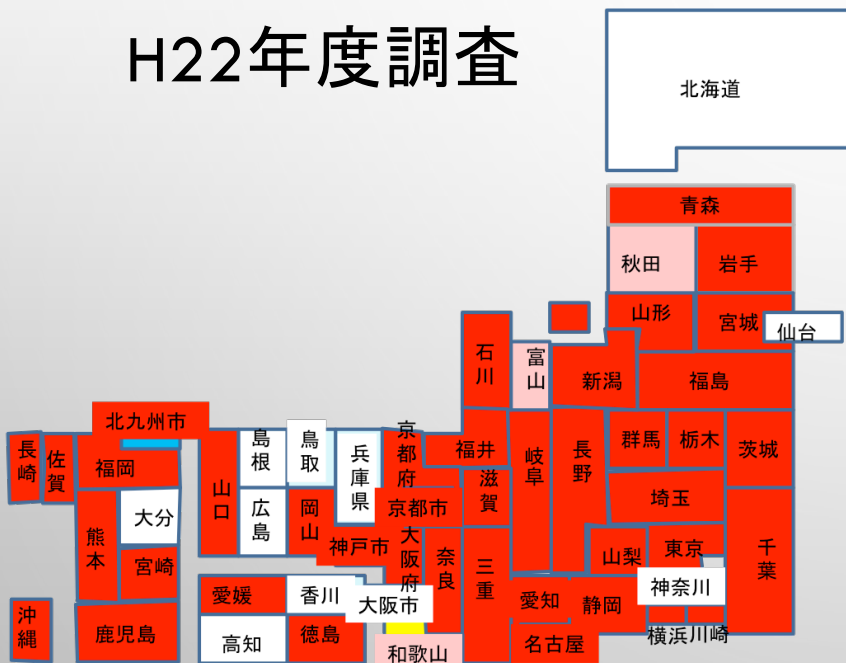 H22年度調査
北海道
青森
秋田
岩手
山形
宮城
仙台
石川
富山
新潟
福島
北九州市
長崎
佐賀
福岡
山口
島根
鳥取
兵庫県
京都府
福井
岐阜
長野
群馬
栃木
茨城
熊本
大分
広島
岡山
京都市
滋賀
埼玉
宮崎
神戸市
大阪府
奈良
三重
山梨
東京
千葉
沖縄
鹿児島
愛媛
香川
大阪市
愛知
静岡
神奈川
高知
徳島
和歌山
名古屋
横浜
川崎